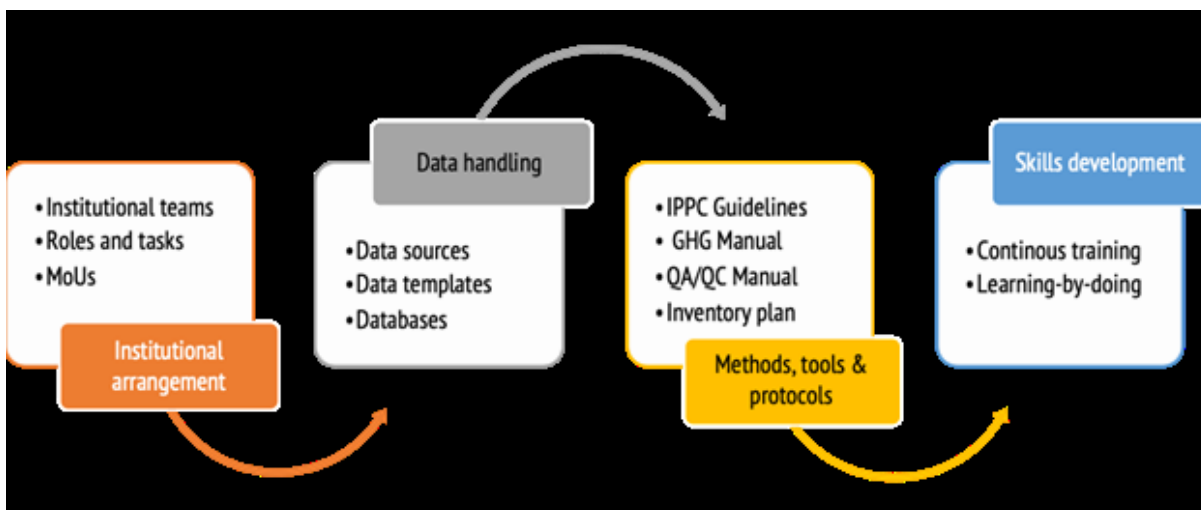 • Institutional teams
• Roles and tasks
• MoUs
Institutional
arrangement
Data handling
• Data sources
• Data templates
• Databases
• IPPC Guidelines
• GHG Manual
• QA/QC Manual
• Inventory plan
Methods, tools &
protocols
Skills development
• Continous training
• Learning-by-doing